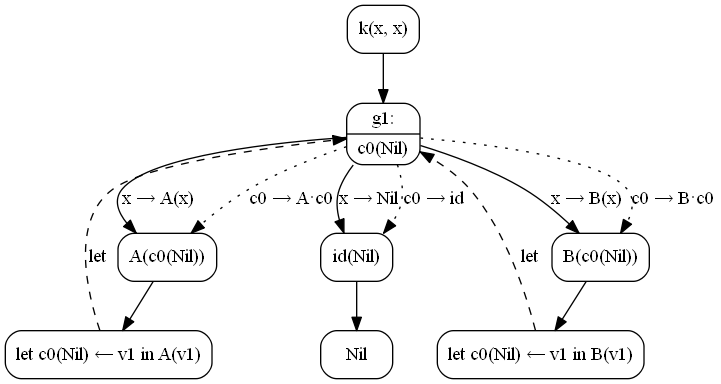 k(x, x)
g1:
c0(Nil)
x → A(x)
c0 → A·c0
x → Nil
c0 → id
x → B(x)
c0 → B·c0
let
A(c0(Nil))
id(Nil)
let
B(c0(Nil))
let c0(Nil) ← v1 in A(v1)
Nil
let c0(Nil) ← v1 in B(v1)